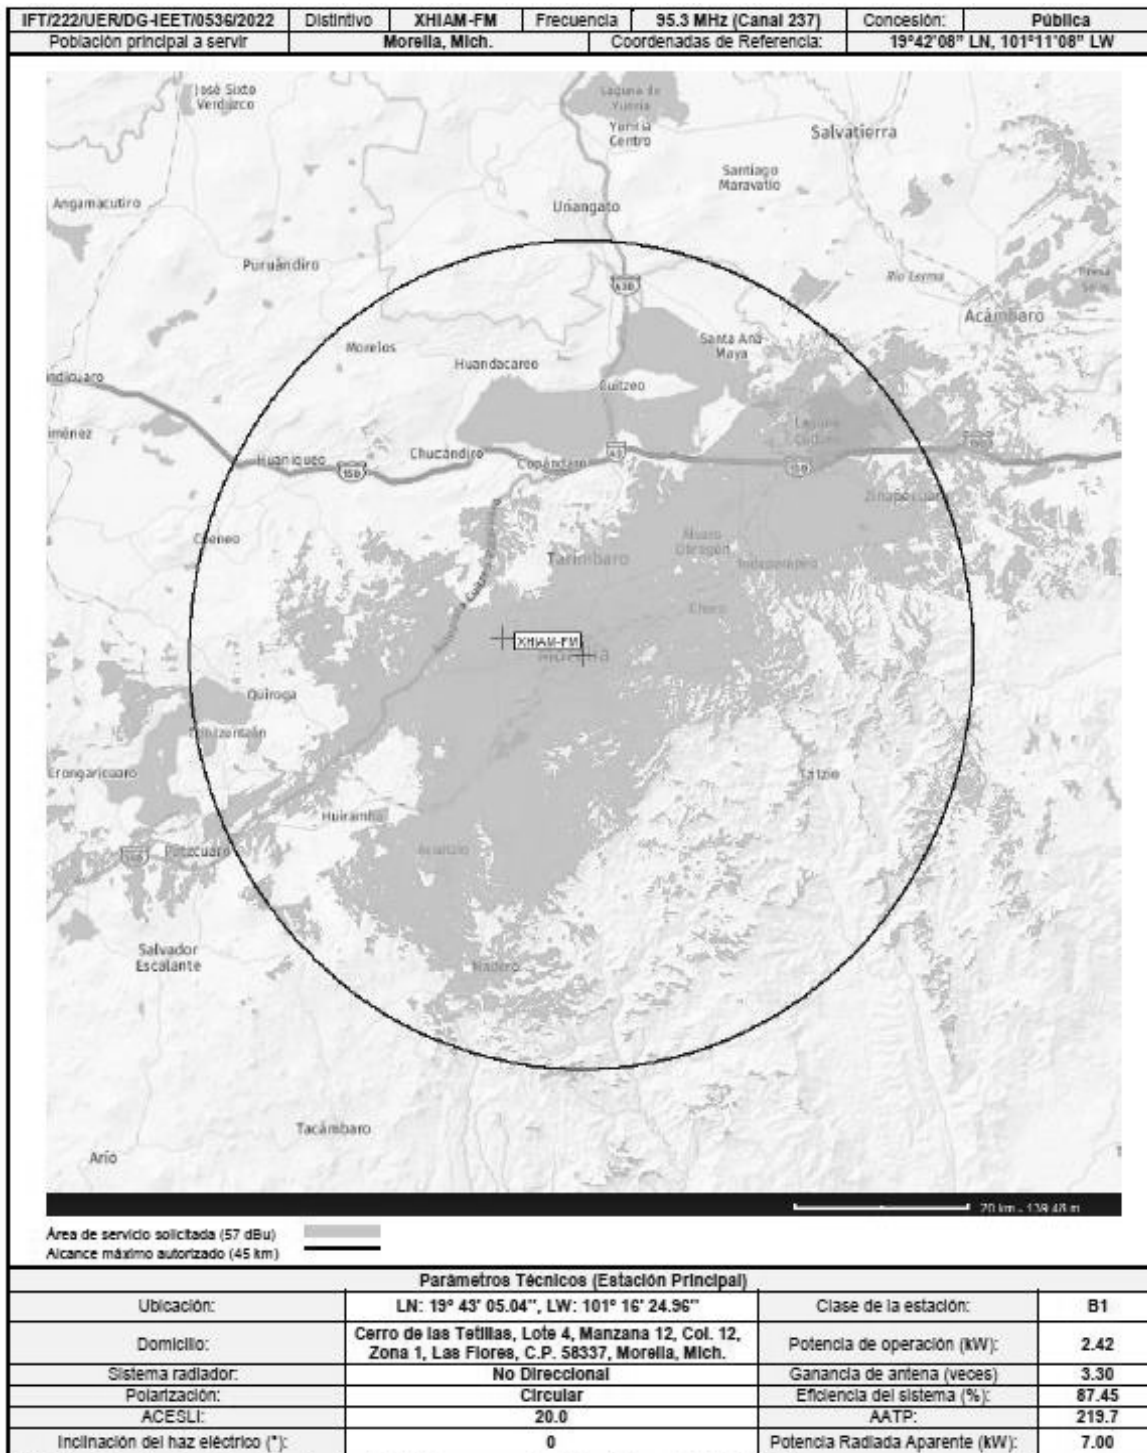 IFT/222/UER/DG-IEET/0536/2022 Distintivo XHIAM-FM Frecuencia 95.3 MHz (Canal 237) Concesión: Pública
Población principal a servir Morelia, Mich. Coordenadas de Referencia: 19°42'08" LN, 101°11'08" LW
José Sixto
Verduzco
Laguna de
Yuriria
Yuriria
Centro
Salvatierra
Santiago
Maravatío
Angamacutiro
Uriangato
Puruándiro
Río Lerma
Acámbaro
43D
Morelos
Huandacareo
Santa Ana
Maya
Cuitzeo
Huaniqueo
15D
Chucándiro
Copándaro
43
15D
Zinapécuaro
Coeneo
Tarímbaro
Álvaro
Obregón
Indaparapeo
Charo
XHIAM-FM
Morelia
Quiroga
Tzintzuntzan
Erongarícuaro
Tzitzio
Huiramba
Pátzcuaro
Acuitzio
Salvador
Escalante
Madero
Tacámbaro
Ario
Área de servicio solicitada (57 dBu)
Alcance máximo autorizado (45 km)
Parámetros Técnicos (Estación Principal)
Ubicación: LN: 19° 43' 05.04", LW: 101° 16' 24.96" Clase de la estación: B1
Domicilio: Cerro de las Tetillas, Lote 4, Manzana 12, Col. 12, Zona 1, Las Flores, C.P. 58337, Morelia, Mich. Potencia de operación (kW): 2.42
Sistema radiador: No Direccional Ganancia de antena (veces) 3.30
Polarización: Circular Eficiencia del sistema (%): 87.45
ACESLI: 20.0 AATP: 219.7
Inclinación del haz eléctrico (°): 0 Potencia Radiada Aparente (kW): 7.00